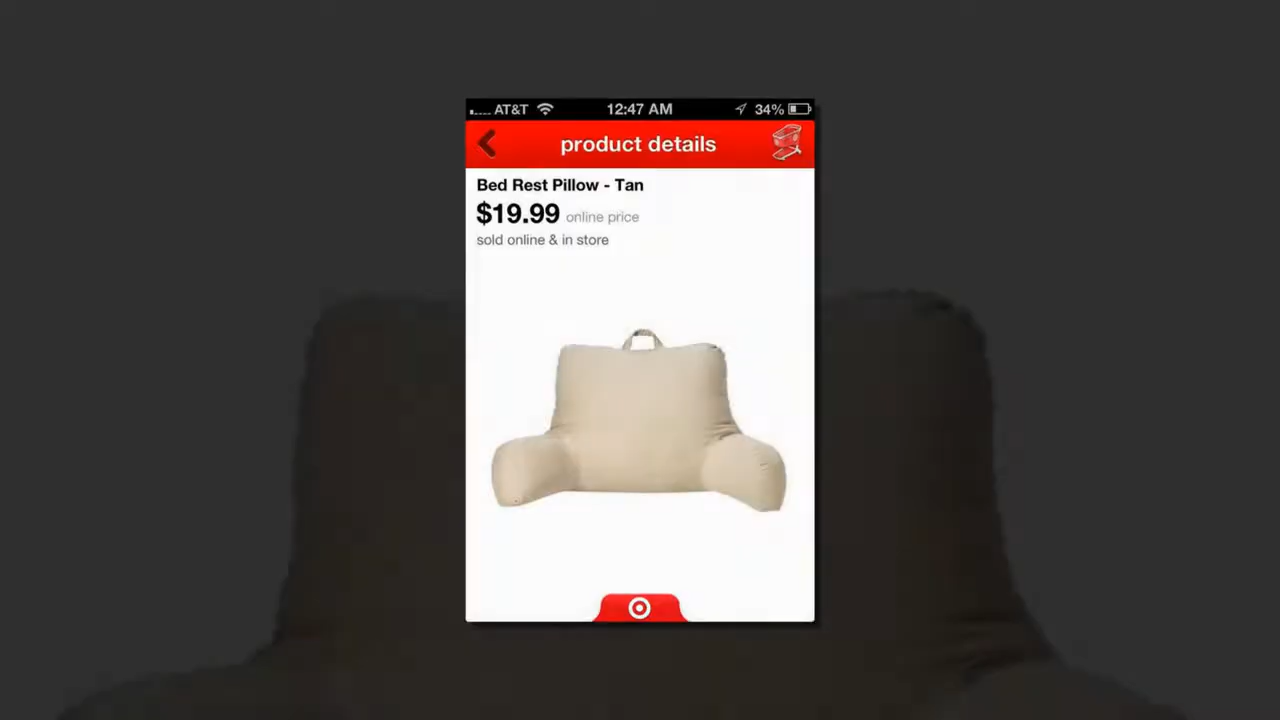 AT&T 12:47 AM 34%
product details
Bed Rest Pillow - Tan
$19.99 online price
sold online & in store